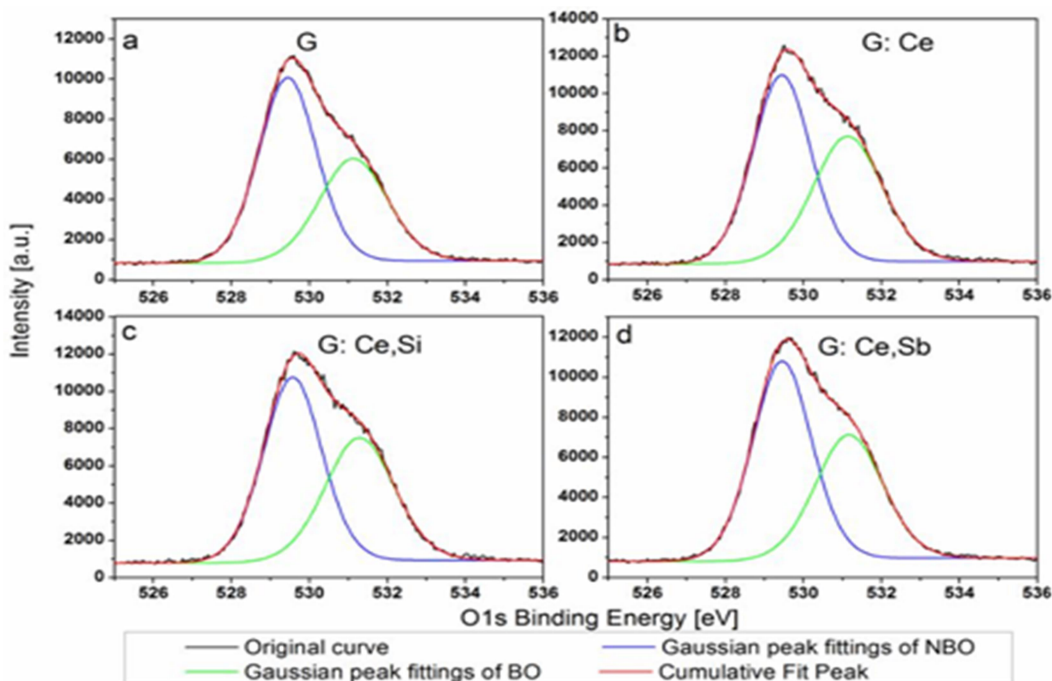 a G
12000
10000
8000
6000
4000
2000
0
526 528 530 532 534 536
b G: Ce
14000
12000
10000
8000
6000
4000
2000
0
526 528 530 532 534 536
c G: Ce,Si
14000
12000
10000
8000
6000
4000
2000
0
526 528 530 532 534 536
d G: Ce,Sb
12000
10000
8000
6000
4000
2000
0
526 528 530 532 534 536
Intensity [a.u.]
O1s Binding Energy [eV]
Original curve Gaussian peak fittings of NBO
Gaussian peak fittings of BO Cumulative Fit Peak